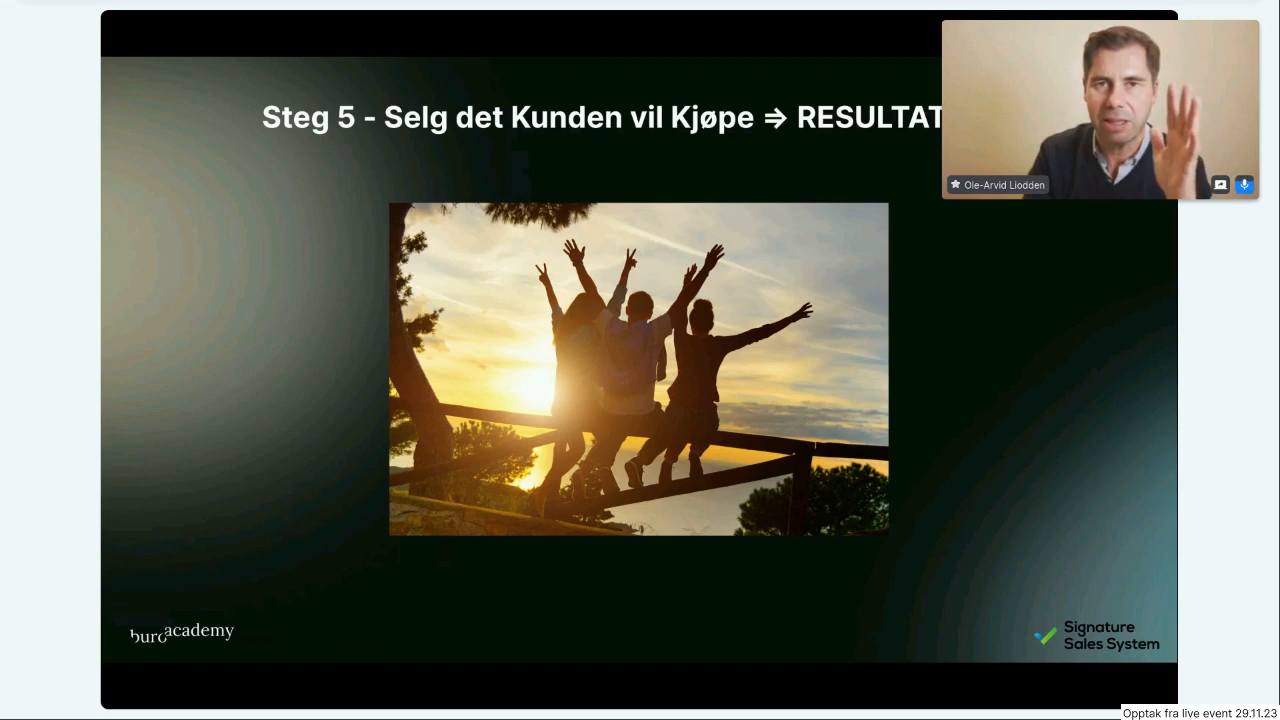 Steg 5 - Selg det Kunden vil Kjøpe ⇒ RESULTAT
Ole-Arvid Liodden
buro academy
Signature
Sales System
Opptak fra live event 29.11.23